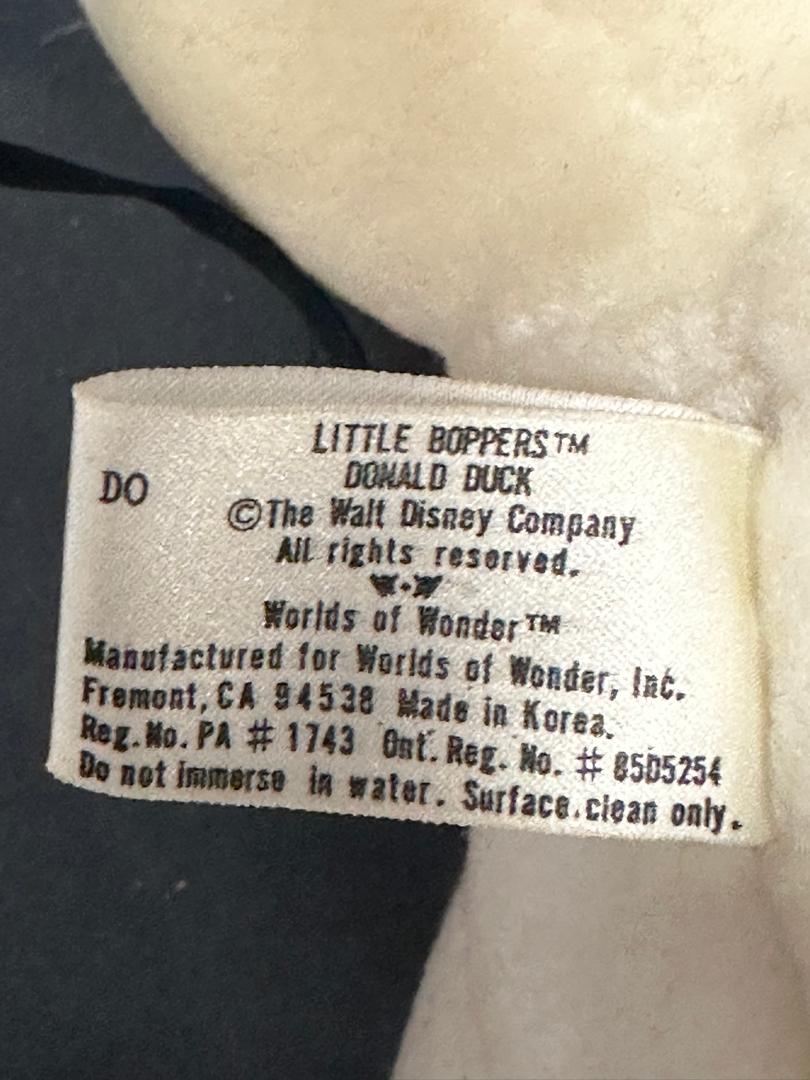 LITTLE BOPPERS™
DONALD DUCK
DO
©The Walt Disney Company
All rights reserved.
W·W
Worlds of Wonder™
Manufactured for Worlds of Wonder, Inc.
Fremont, CA 94538 Made in Korea.
Reg. No. PA # 1743 Ont. Reg. No. # 85B5254
Do not immerse in water. Surface clean only.